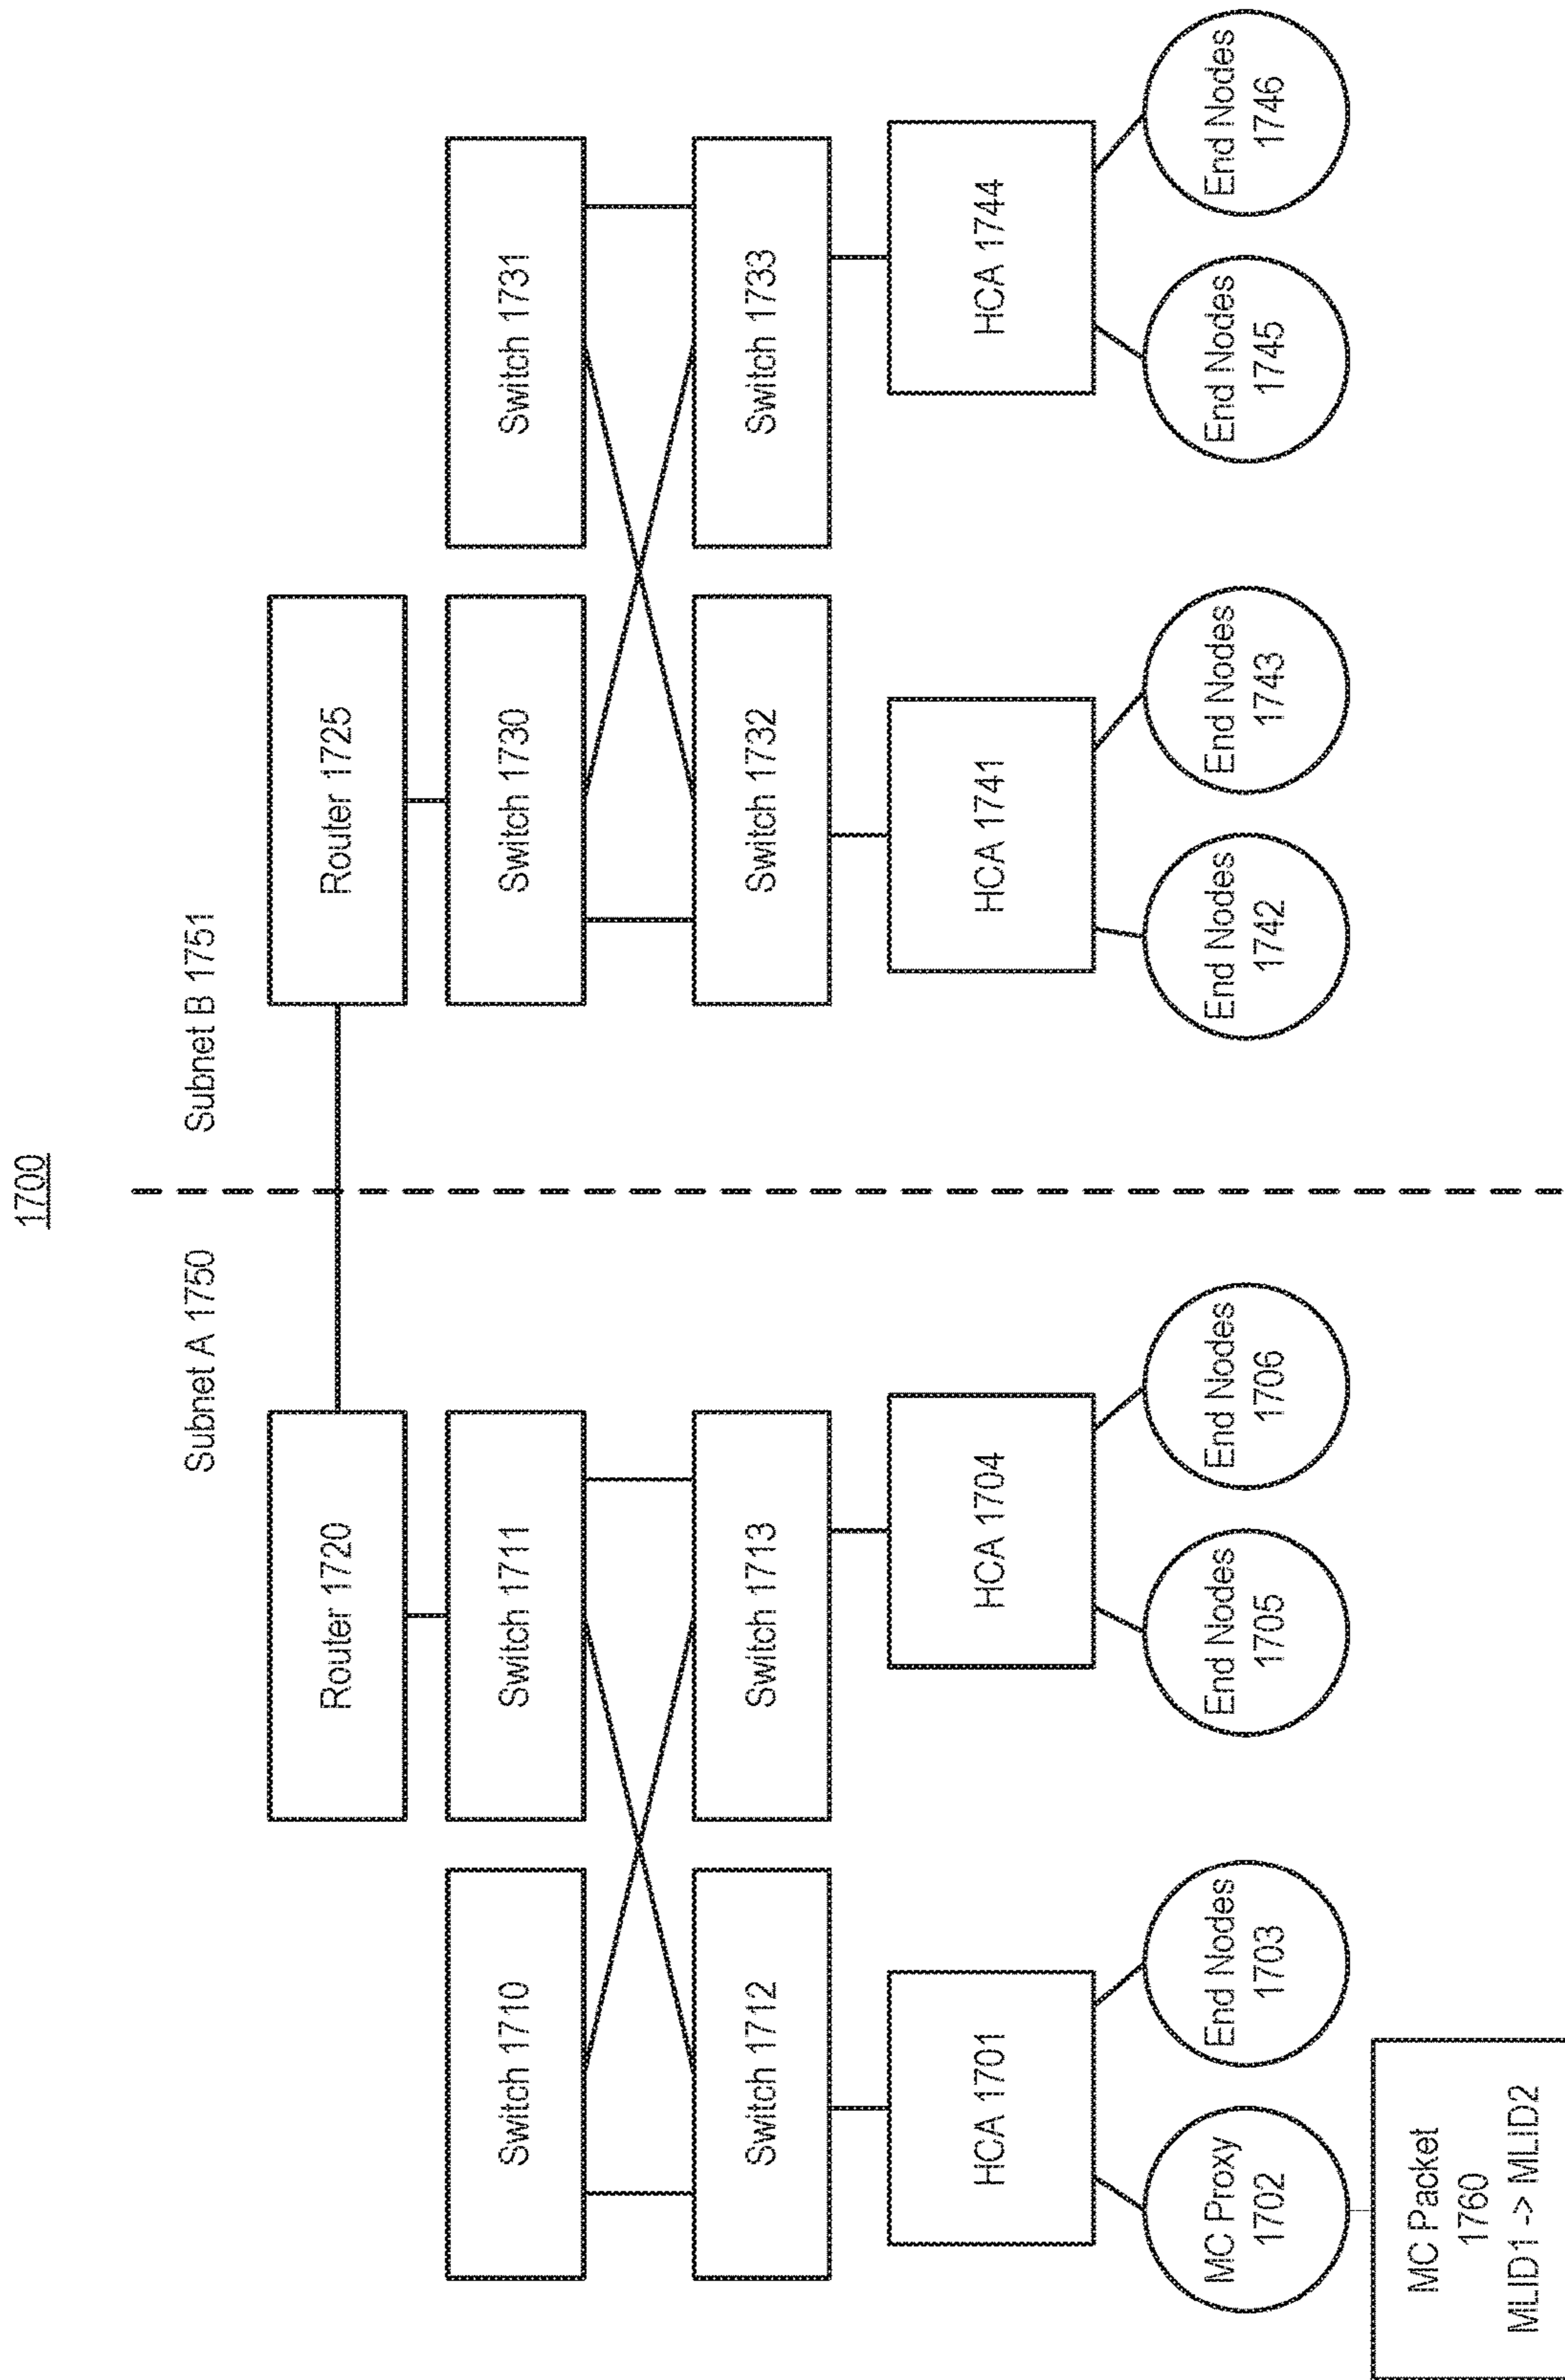 1700
Subnet A 1750
Subnet B 1751
Router 1720
Router 1725
Switch 1710
Switch 1711
Switch 1730
Switch 1731
Switch 1712
Switch 1713
Switch 1732
Switch 1733
HCA 1701
HCA 1704
HCA 1741
HCA 1744
MC Proxy
1702
End Nodes
1703
End Nodes
1705
End Nodes
1706
End Nodes
1742
End Nodes
1743
End Nodes
1745
End Nodes
1746
MC Packet
1760
MLID1 -> MLID2